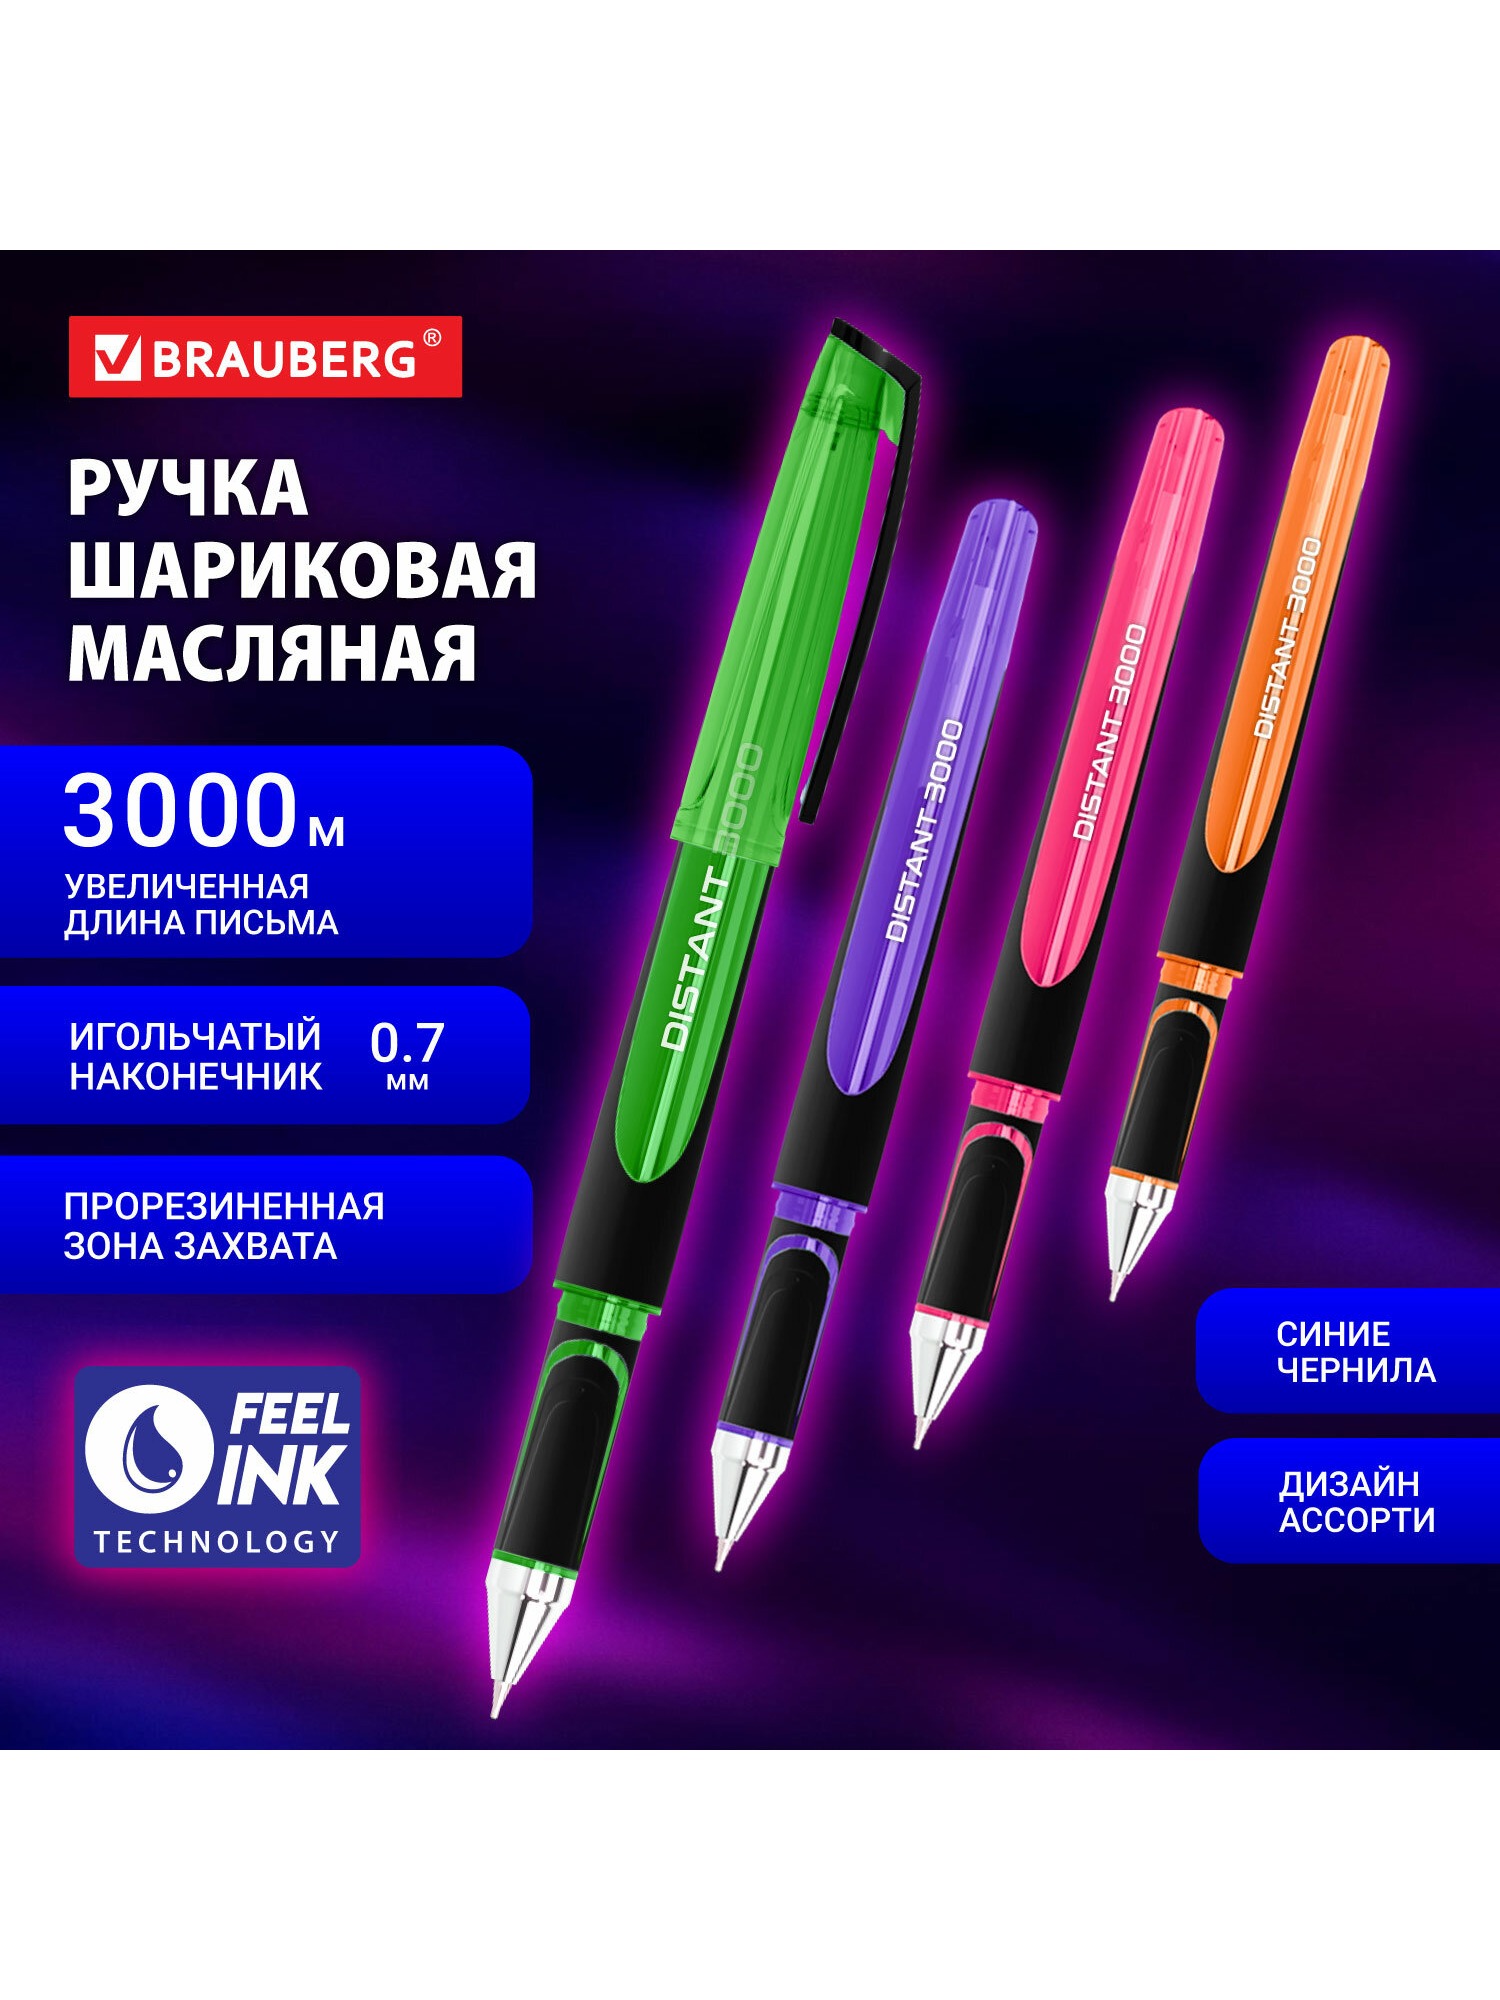 BRAUBERG®
РУЧКА
ШАРИКОВАЯ
МАСЛЯНАЯ
3000 м
УВЕЛИЧЕННАЯ
ДЛИНА ПИСЬМА
ИГОЛЬЧАТЫЙ
НАКОНЕЧНИК
0.7
мм
ПРОРЕЗИНЕННАЯ
ЗОНА ЗАХВАТА
FEEL
INK
TECHNOLOGY
DISTANT 3000
DISTANT 3000
DISTANT 3000
DISTANT 3000
СИНИЕ
ЧЕРНИЛА
ДИЗАЙН
АССОРТИ